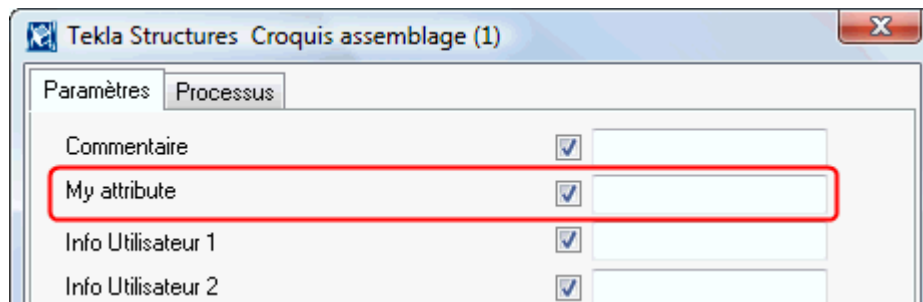 Tekla Structures Croquis assemblage (1)
Paramètres Processus
Commentaire
My attribute
Info Utilisateur 1
Info Utilisateur 2